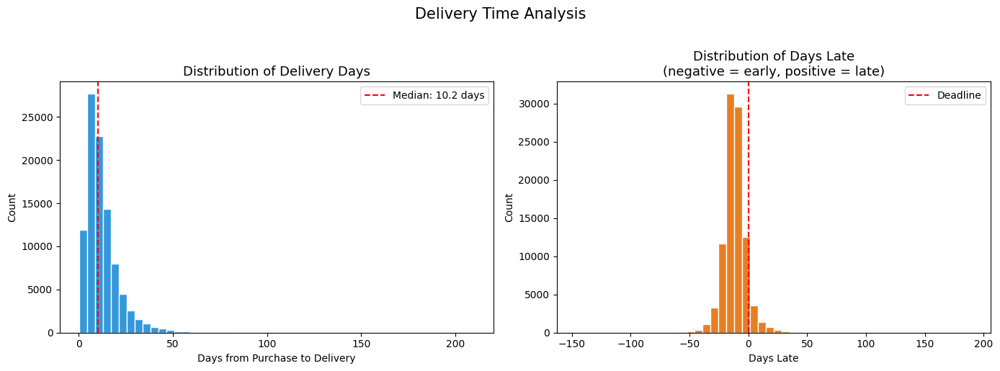 Delivery Time Analysis
Distribution of Delivery Days
Median: 10.2 days
25000
20000
15000
10000
5000
0
Count
0
50
100
150
200
Days from Purchase to Delivery
Distribution of Days Late
(negative = early, positive = late)
Deadline
30000
25000
20000
15000
10000
5000
0
Count
−150
−100
−50
0
50
100
150
200
Days Late